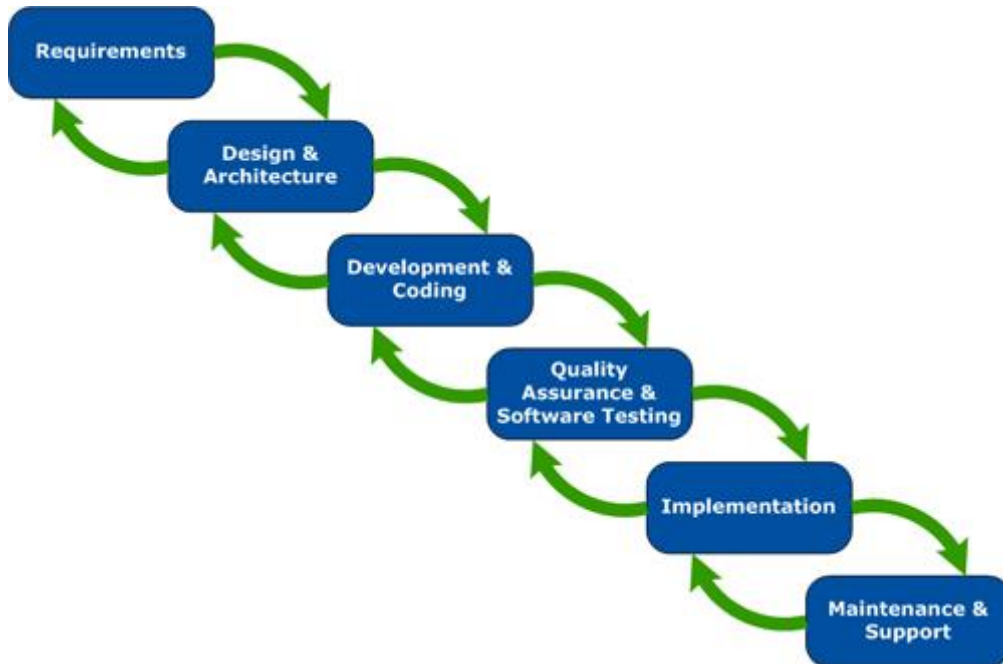 Requirements
Design &
Architecture
Development &
Coding
Quality
Assurance &
Software Testing
Implementation
Maintenance &
Support